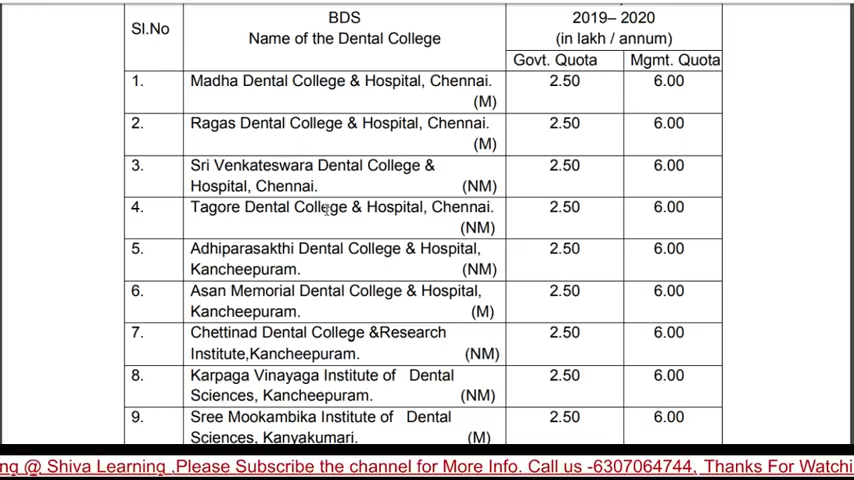 Sl.No
BDS
Name of the Dental College
2019– 2020
(in lakh / annum)
Govt. Quota
Mgmt. Quota
1. Madha Dental College & Hospital, Chennai. 2.50 6.00
(M)
2. Ragas Dental College & Hospital, Chennai. 2.50 6.00
(M)
3. Sri Venkateswara Dental College & 2.50 6.00
Hospital, Chennai. (NM)
4. Tagore Dental College & Hospital, Chennai. 2.50 6.00
(NM)
5. Adhiparasakthi Dental College & Hospital, 2.50 6.00
Kancheepuram. (NM)
6. Asan Memorial Dental College & Hospital, 2.50 6.00
Kancheepuram. (M)
7. Chettinad Dental College &Research 2.50 6.00
Institute,Kancheepuram. (NM)
8. Karpaga Vinayaga Institute of Dental 2.50 6.00
Sciences, Kancheepuram. (NM)
9. Sree Mookambika Institute of Dental 2.50 6.00
Sciences, Kanyakumari. (M)
ng @ Shiva Learning ,Please Subscribe the channel for More Info. Call us -6307064744, Thanks For Watchi